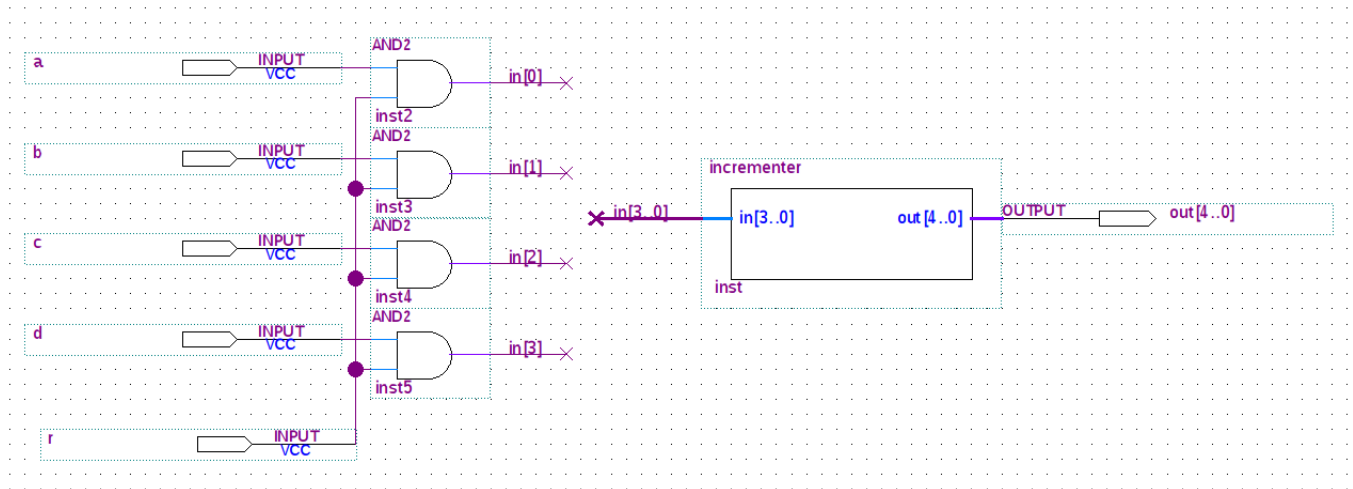 a
INPUT
VCC
AND2
in[0]
inst2
b
INPUT
VCC
AND2
in[1]
inst3
c
INPUT
VCC
AND2
in[2]
inst4
d
INPUT
VCC
AND2
in[3]
inst5
r
INPUT
VCC
incrementer
in[3..0]
in[3..0]
out[4..0]
inst
OUTPUT
out[4..0]